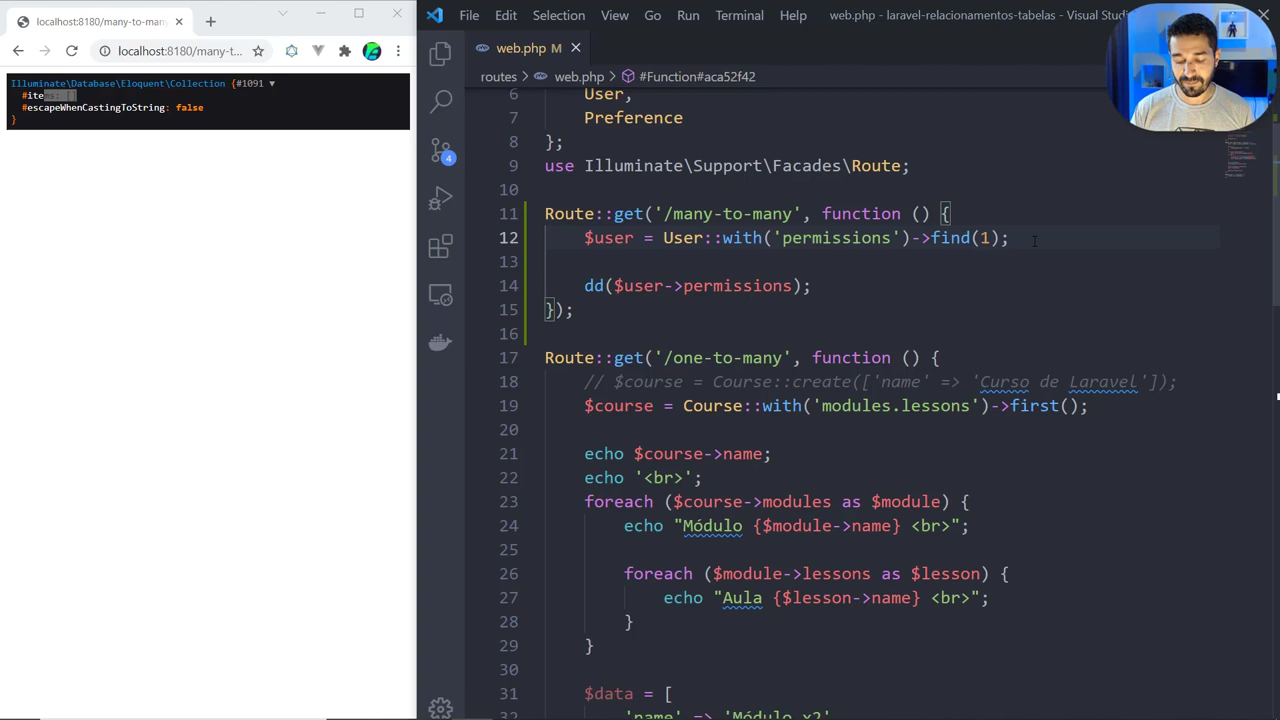 many-to-man
localhost:8180/many-t...
Illuminate\Database\Eloquent\Collection {#1091 ▼
#items: []
#escapeWhenCastingToString: false
}
File Edit Selection View Go Run Terminal Help
web.php - laravel-relacionamentos-tabelas - Visual Studi
web.php M
routes > web.php > #Function#aca52f42
4
6 User,
7 Preference
8 };
9 use Illuminate\Support\Facades\Route;
10
11 Route::get('/many-to-many', function () {
12 $user = User::with('permissions')->find(1);
13
14 dd($user->permissions);
15 });
16
17 Route::get('/one-to-many', function () {
18 // $course = Course::create(['name' => 'Curso de Laravel']);
19 $course = Course::with('modules.lessons')->first();
20
21 echo $course->name;
22 echo '<br>';
23 foreach ($course->modules as $module) {
24 echo "Módulo {$module->name} <br>";
25
26 foreach ($module->lessons as $lesson) {
27 echo "Aula {$lesson->name} <br>";
28 }
29 }
30
31 $data = [
32 'name' => 'Módulo x2'